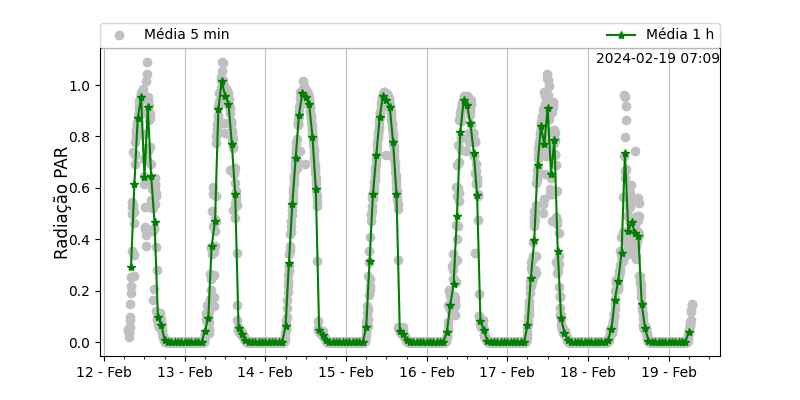 Média 5 min
Média 1 h
2024-02-19 07:09
Radiação PAR
1.0
0.8
0.6
0.4
0.2
0.0
12 - Feb
13 - Feb
14 - Feb
15 - Feb
16 - Feb
17 - Feb
18 - Feb
19 - Feb